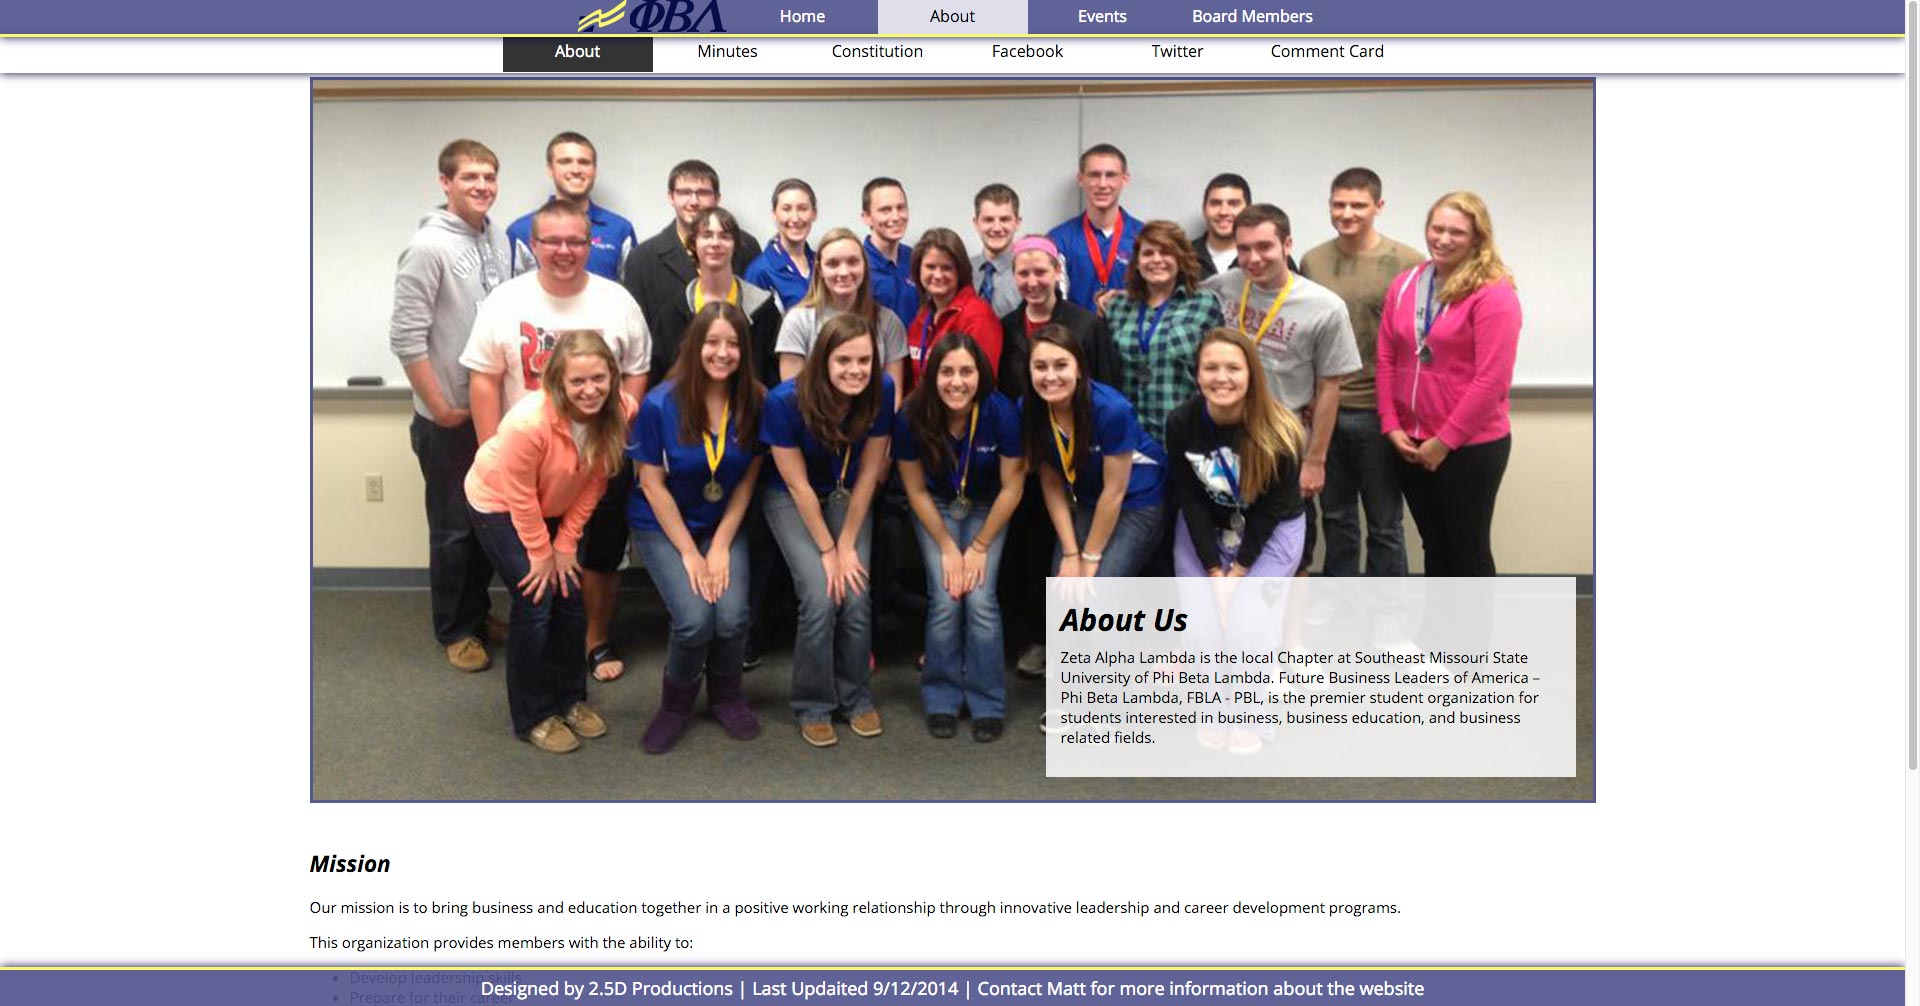 ΦΒΛ Home About Events Board Members
About Minutes Constitution Facebook Twitter Comment Card
About Us
Zeta Alpha Lambda is the local Chapter at Southeast Missouri State
University of Phi Beta Lambda. Future Business Leaders of America –
Phi Beta Lambda, FBLA - PBL, is the premier student organization for
students interested in business, business education, and business
related fields.
Mission
Our mission is to bring business and education together in a positive working relationship through innovative leadership and career development programs.
This organization provides members with the ability to:
• Develop leadership skills
• Prepare for their career
Designed by 2.5D Productions | Last Updaited 9/12/2014 | Contact Matt for more information about the website